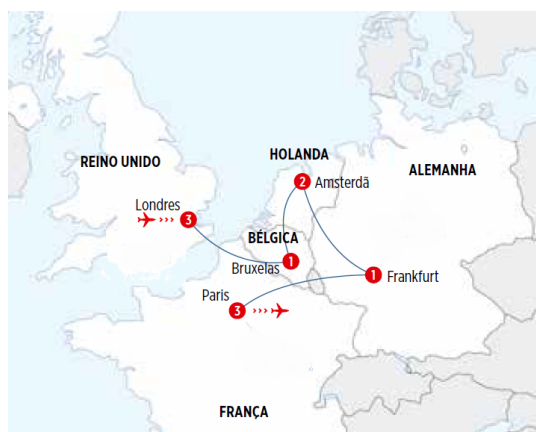 HOLANDA
REINO UNIDO
ALEMANHA
2
Amsterdã
Londres
3
BÉLGICA
Bruxelas
1
1
Frankfurt
Paris
3
FRANÇA